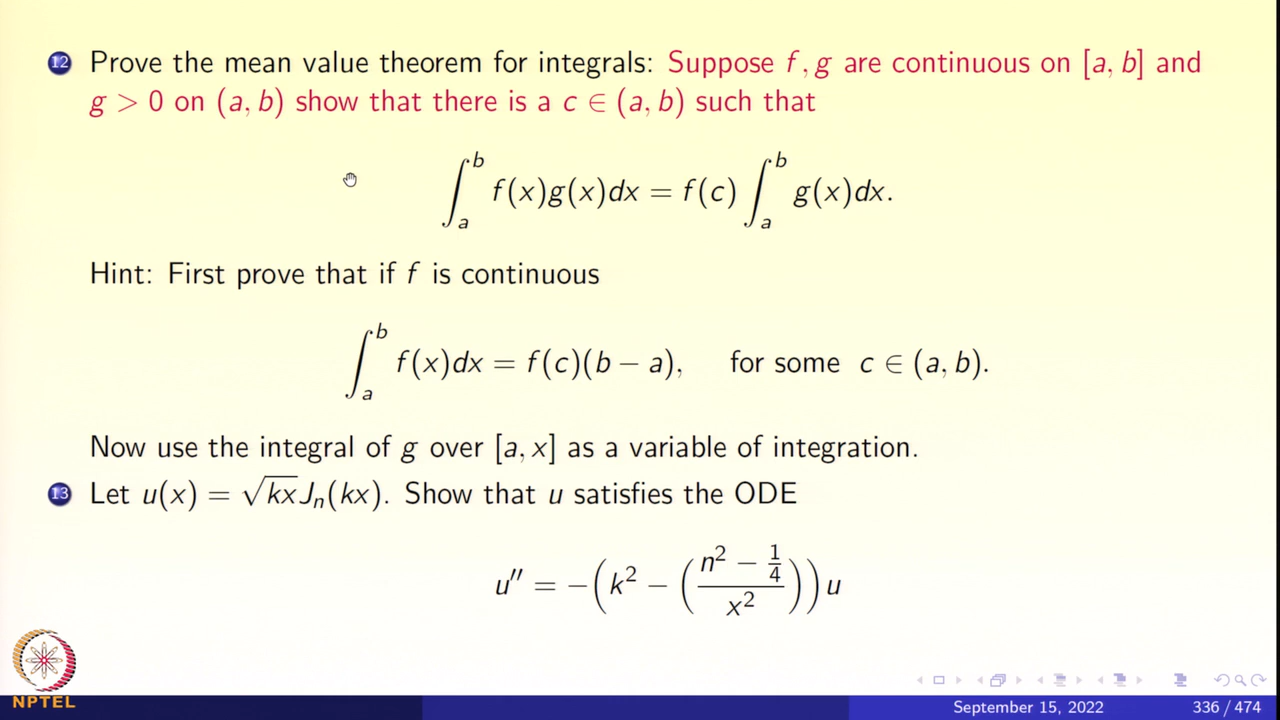 12 Prove the mean value theorem for integrals: Suppose f, g are continuous on [a, b] and
g > 0 on (a, b) show that there is a c ∈ (a, b) such that
∫_a^b f(x)g(x)dx = f(c) ∫_a^b g(x)dx.
Hint: First prove that if f is continuous
∫_a^b f(x)dx = f(c)(b − a), for some c ∈ (a, b).
Now use the integral of g over [a, x] as a variable of integration.
13 Let u(x) = √kx J_n(kx). Show that u satisfies the ODE
u′′ = −(k² − ((n² − 1/4)/x²))u
NPTEL
September 15, 2022 336 / 474